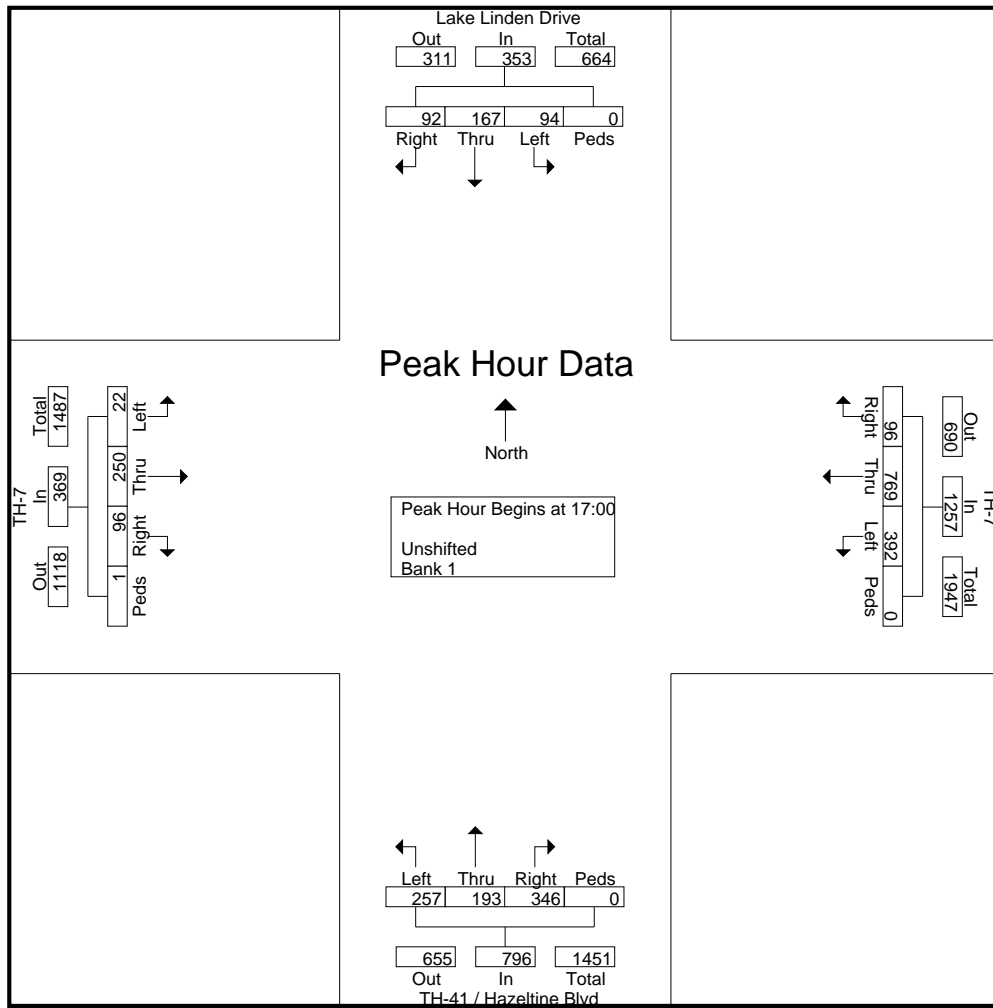 Lake Linden Drive
Out In Total
311 353 664
92 167 94 0
Right Thru Left Peds
Peak Hour Data
North
Peak Hour Begins at 17:00
Unshifted
Bank 1
TH-7
Total In Out
1487 369 1118
22 250 96 1
Left Thru Right Peds
Right Thru Left Peds
96 769 392 0
Out In Total
690 1257 1947
TH-7
Left Thru Right Peds
257 193 346 0
655 796 1451
Out In Total
TH-41 / Hazeltine Blvd